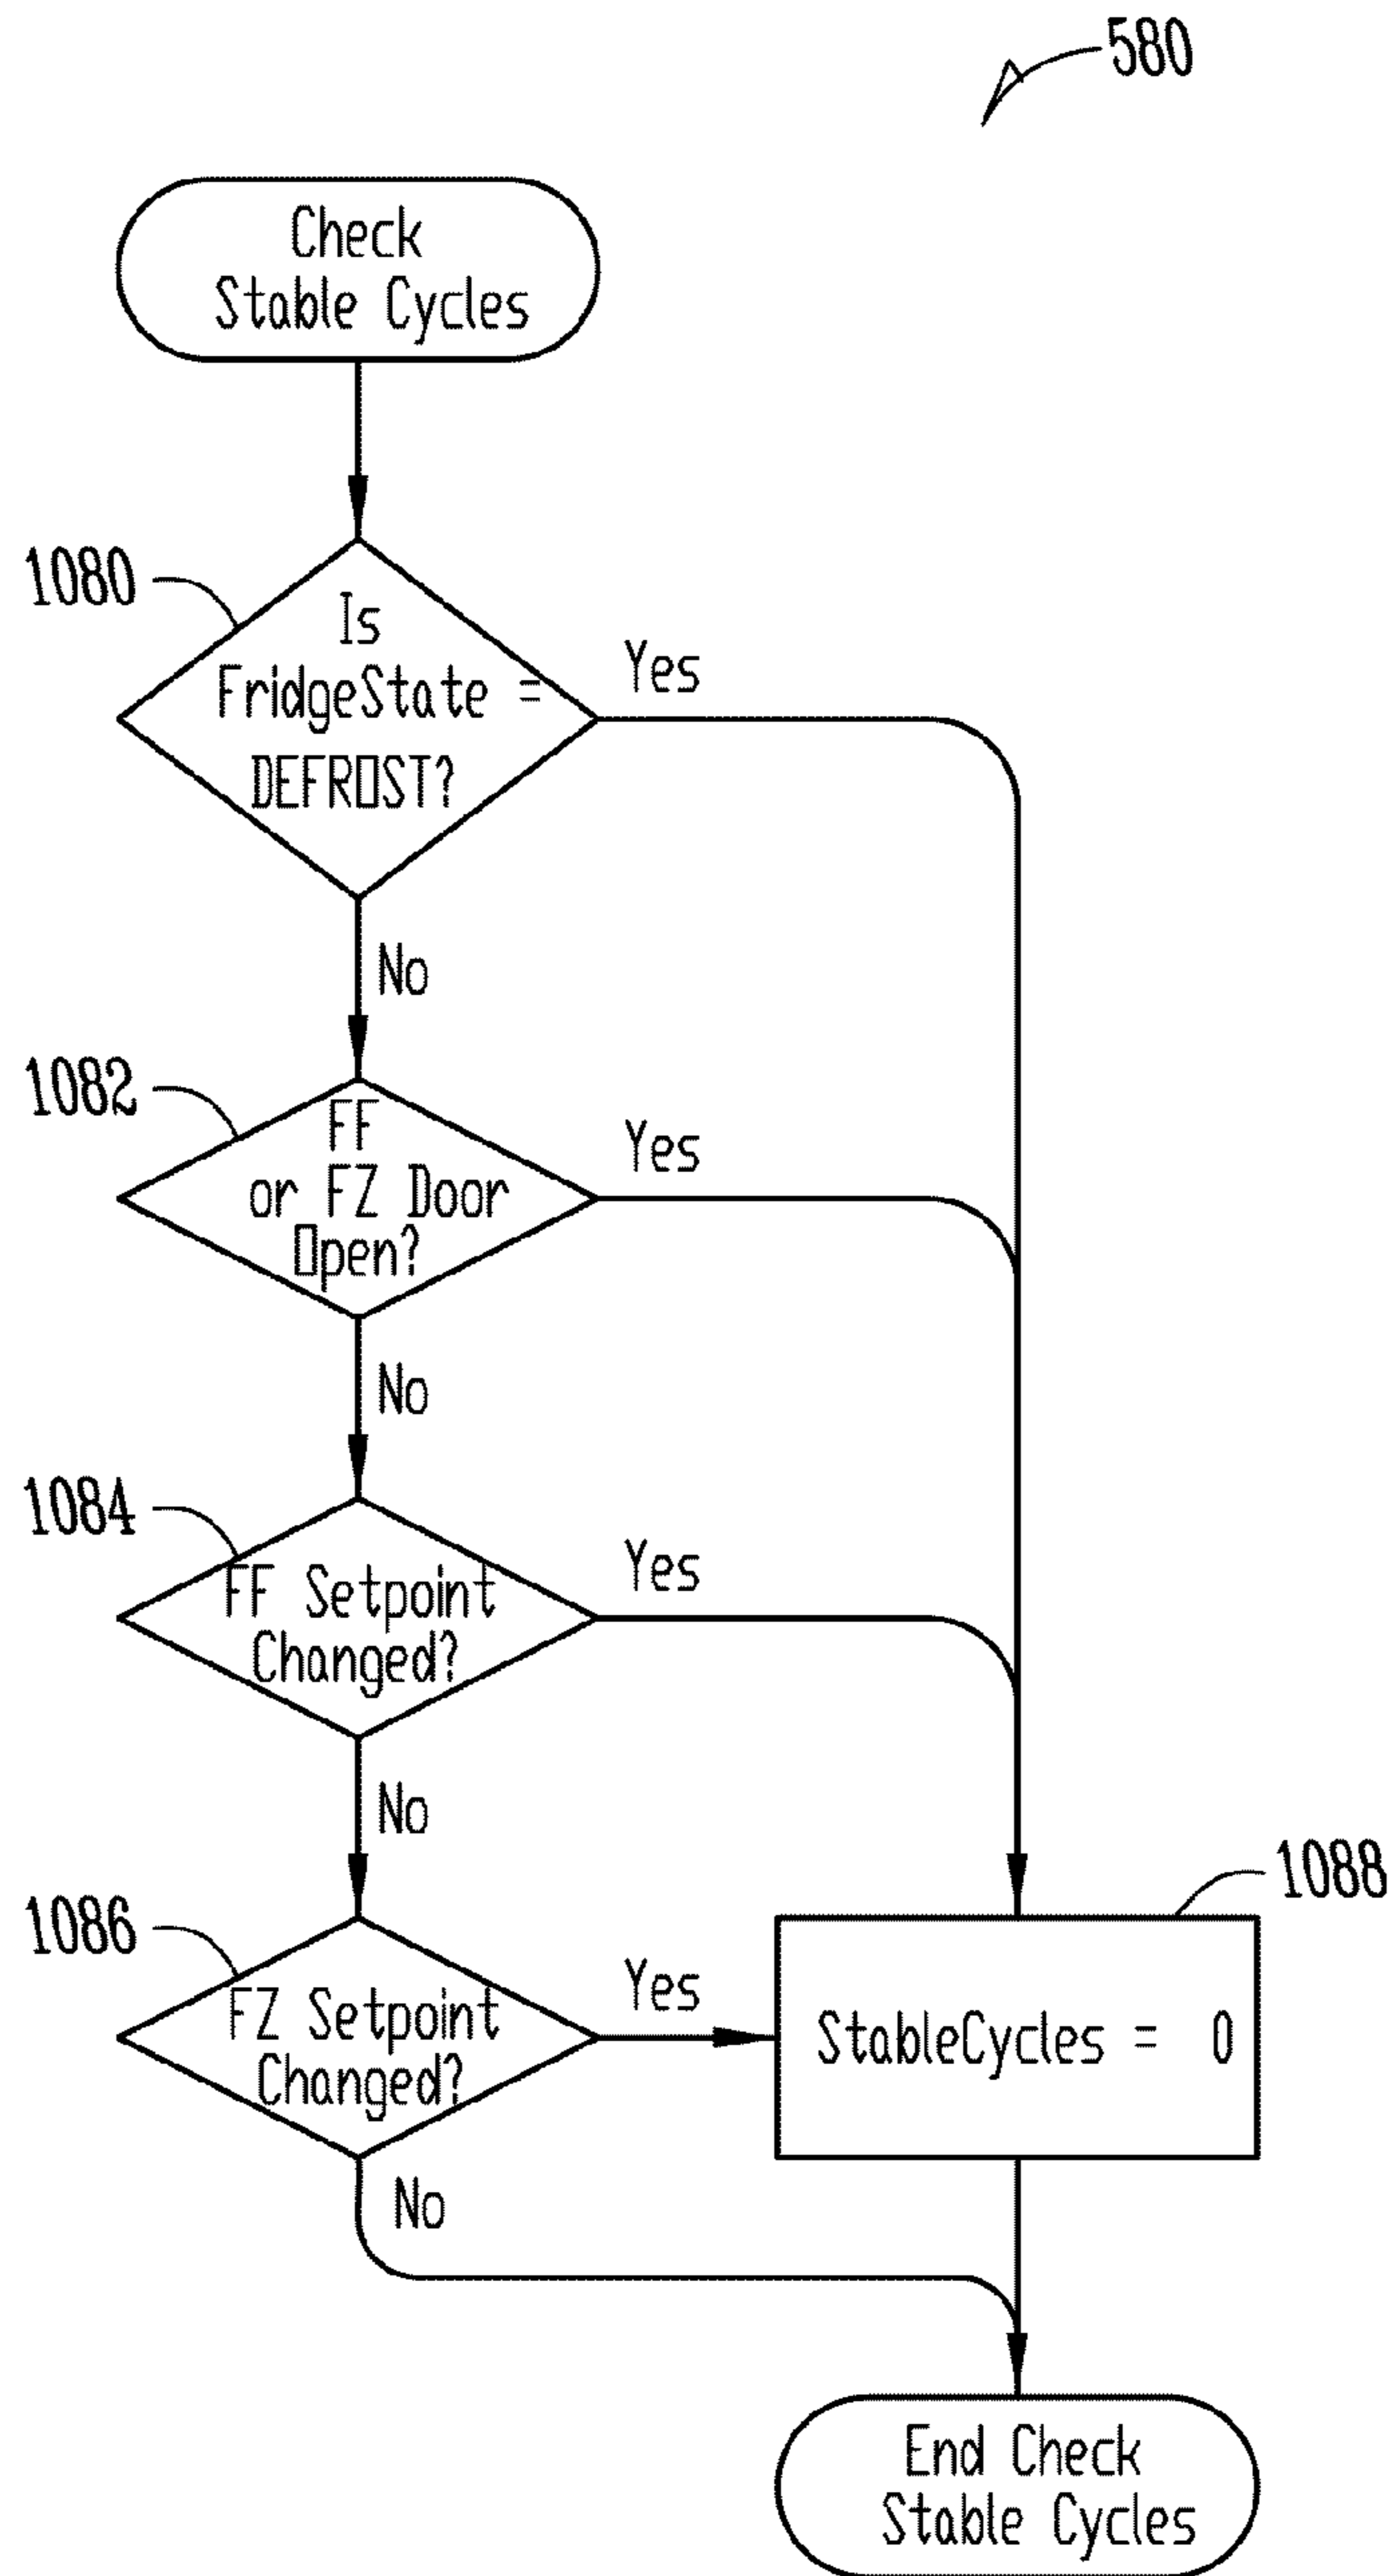 580
Check
Stable Cycles
1080
Is
FridgeState =
DEFROST?
Yes
No
1082
FF
or FZ Door
Open?
Yes
No
1084
FF Setpoint
Changed?
Yes
No
1086
FZ Setpoint
Changed?
Yes
No
1088
StableCycles = 0
End Check
Stable Cycles